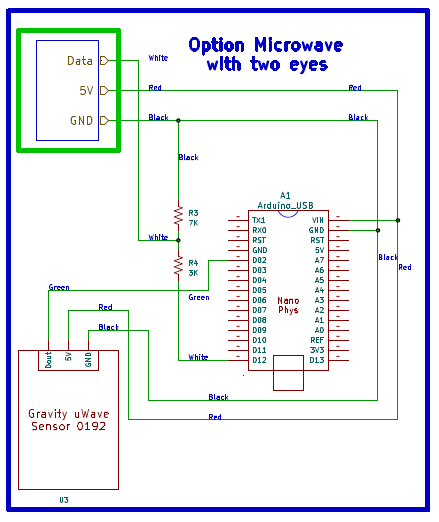 Option Microwave
with two eyes
Data
White
5V
Red
Red
GND
Black
Black
Black
R3
7K
White
R4
3K
A1
Arduino_USB
TX1
VIN
RX0
GND
RST
RST
GND
5V
D02
A7
D03
A6
D04
A5
D05
A4
D06
A3
D07
A2
D08
A1
D09
A0
D10
REF
D11
3V3
D12
D13
Nano
Phys
Black
Red
Green
Green
Red
Black
White
Dout
5V
GND
Black
Red
Gravity uWave
Sensor 0192
U3